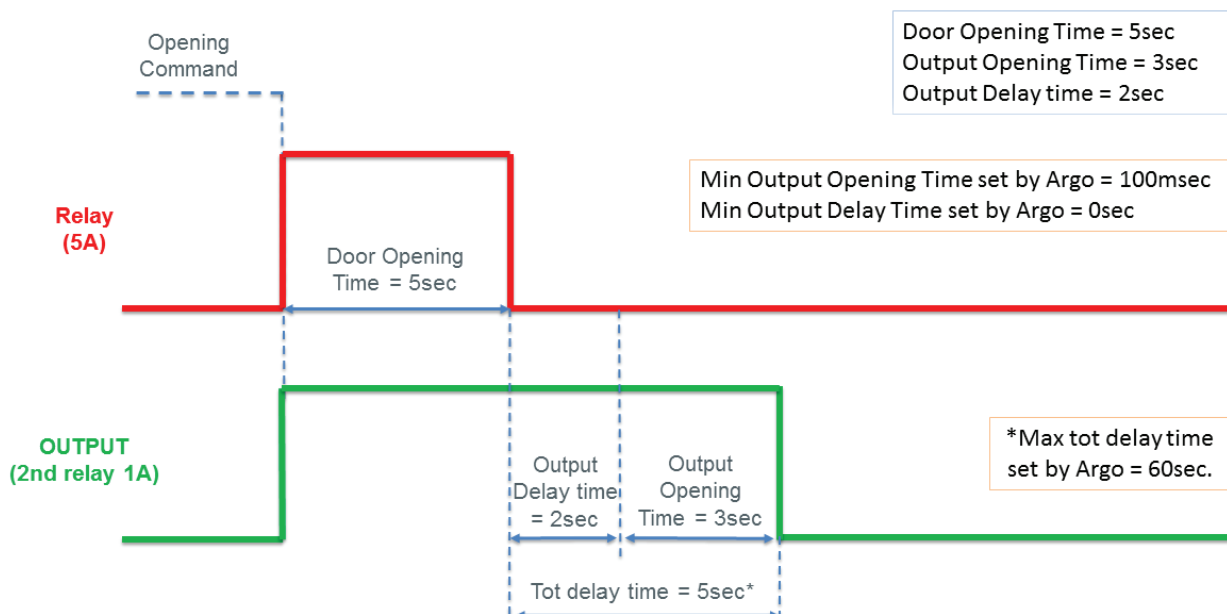 Opening
Command
Door Opening Time = 5sec
Output Opening Time = 3sec
Output Delay time = 2sec
Min Output Opening Time set by Argo = 100msec
Min Output Delay Time set by Argo = 0sec
Relay
(5A)
Door Opening
Time = 5sec
OUTPUT
(2nd relay 1A)
Output
Delay time
= 2sec
Output
Opening
Time = 3sec
*Max tot delay time
set by Argo = 60sec.
Tot delay time = 5sec*